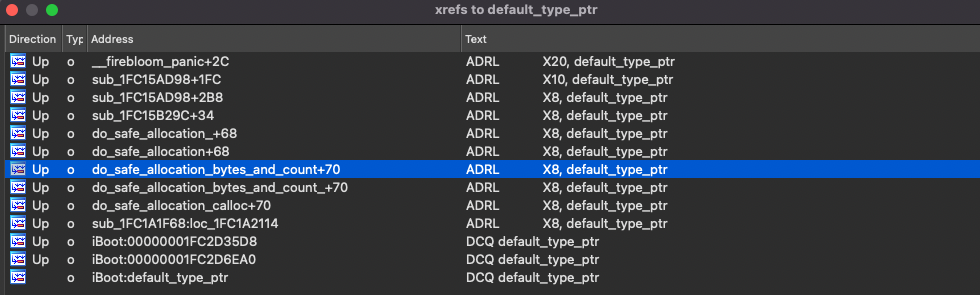 xrefs to default_type_ptr
Direction Typ Address Text
Up o __firebloom_panic+2C ADRL X20, default_type_ptr
Up o sub_1FC15AD98+1FC ADRL X10, default_type_ptr
Up o sub_1FC15AD98+2B8 ADRL X8, default_type_ptr
Up o sub_1FC15B29C+34 ADRL X8, default_type_ptr
Up o do_safe_allocation_+68 ADRL X8, default_type_ptr
Up o do_safe_allocation+68 ADRL X8, default_type_ptr
Up o do_safe_allocation_bytes_and_count+70 ADRL X8, default_type_ptr
Up o do_safe_allocation_bytes_and_count_+70 ADRL X8, default_type_ptr
Up o do_safe_allocation_calloc+70 ADRL X8, default_type_ptr
Up o sub_1FC1A1F68:loc_1FC1A2114 ADRL X8, default_type_ptr
Up o iBoot:00000001FC2D35D8 DCQ default_type_ptr
Up o iBoot:00000001FC2D6EA0 DCQ default_type_ptr
o iBoot:default_type_ptr DCQ default_type_ptr